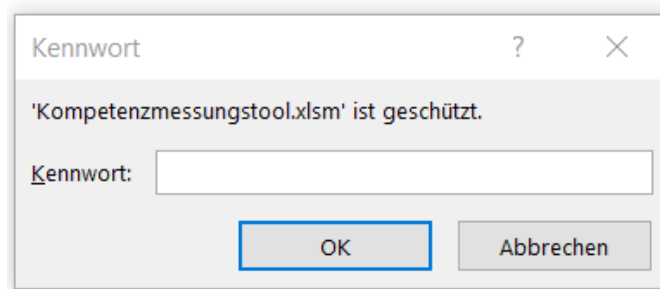 Kennwort ?
'Kompetenzmessungstool.xlsm' ist geschützt.
Kennwort:
OK Abbrechen